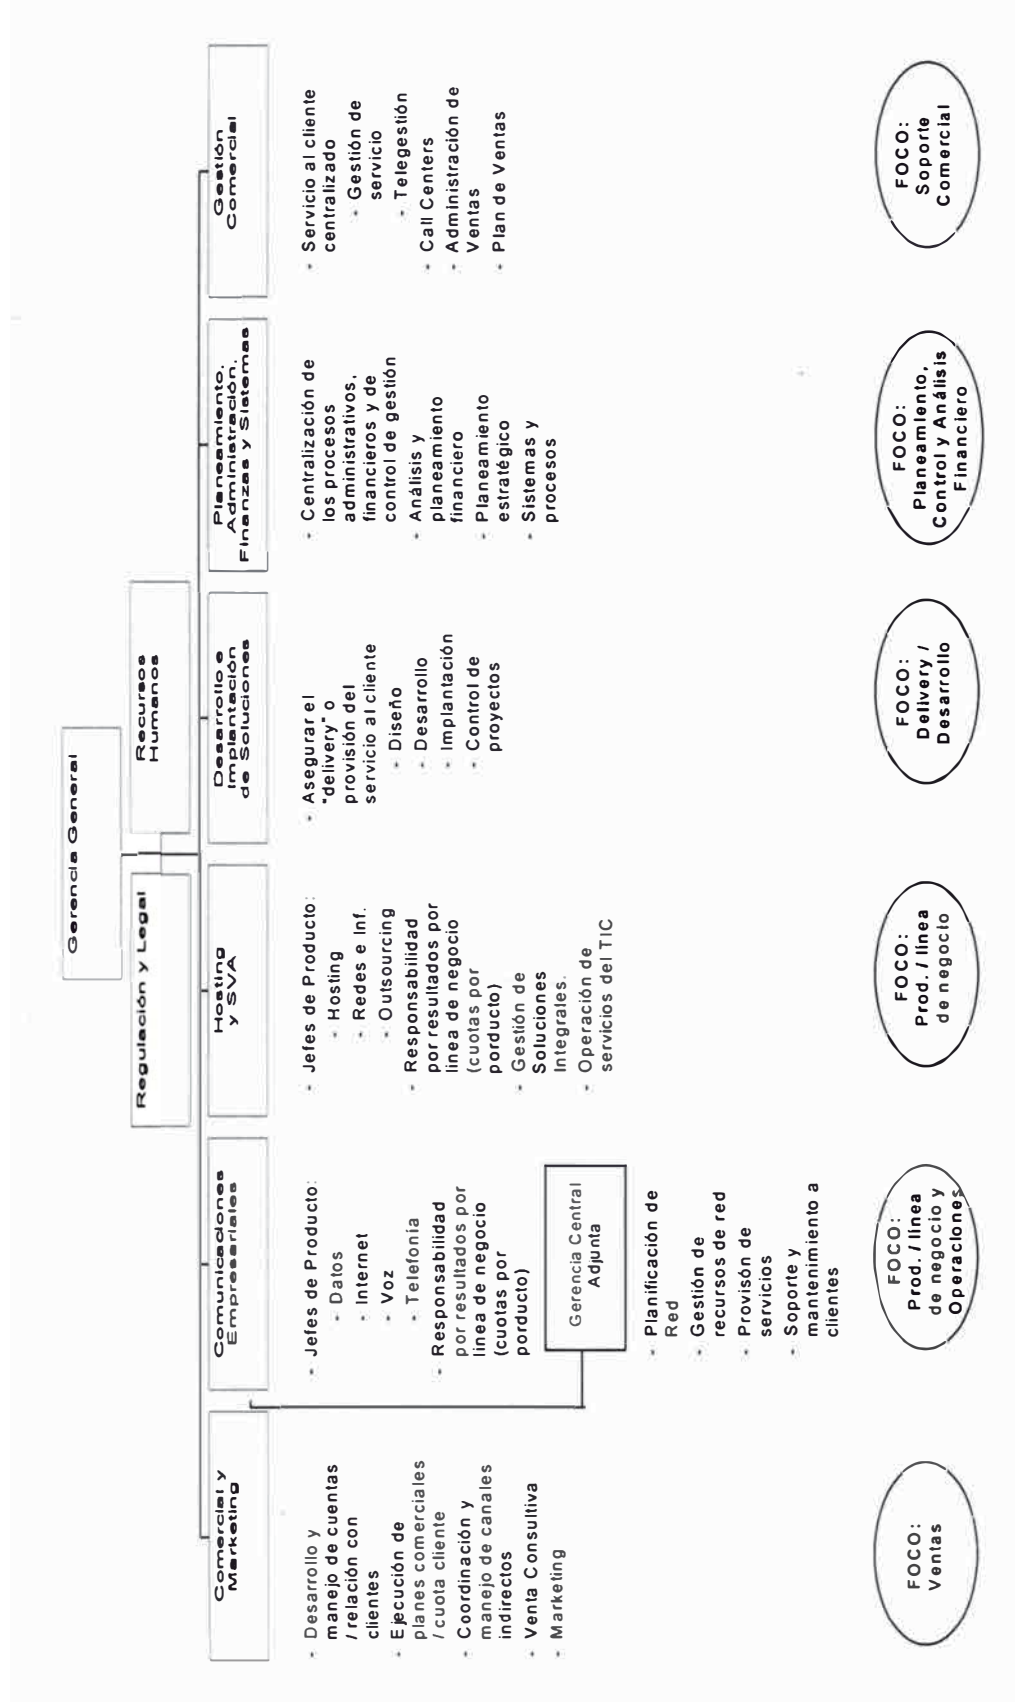 Gerencia General
Regulación y Legal
Recursos
Humanos
Comercial y
Marketing
- Desarrollo y
manejo de cuentas
/ relación con
clientes
- Ejecución de
planes comerciales
/ cuota cliente
- Coordinación y
manejo de canales
indirectos
- Venta Consultiva
- Marketing
FOCO:
Ventas
Comunicaciones
Empresariales
- Jefes de Producto:
- Datos
- Internet
- Voz
- Telefonía
- Responsabilidad
por resultados por
línea de negocio
(cuotas por
porducto)
Gerencia Central
Adjunta
- Planificación de
Red
- Gestión de
recursos de red
- Provisón de
servicios
- Soporte y
mantenimiento a
clientes
FOCO:
Prod. / línea
de negocio y
Operaciones
Hosting
y SVA
- Jefes de Producto:
- Hosting
- Redes e Inf.
- Outsourcing
- Responsabilidad
por resultados por
línea de negocio
(cuotas por
porducto)
- Gestión de
Soluciones
Integrales.
- Operación de
servicios del TIC
FOCO:
Prod. / línea
de negocio
Desarrollo e
Implantación
de Soluciones
- Asegurar el
"delivery" o
provisión del
servicio al cliente
- Diseño
- Desarrollo
- Implantación
- Control de
proyectos
FOCO:
Delivery /
Desarrollo
Planeamiento,
Administración,
Finanzas y Sistemas
- Centralización de
los procesos
administrativos,
financieros y de
control de gestión
- Análisis y
planeamiento
financiero
- Planeamiento
estratégico
- Sistemas y
procesos
FOCO:
Planeamiento,
Control y Análisis
Financiero
Gestión
Comercial
- Servicio al cliente
centralizado
- Gestión de
servicio
- Telegestión
- Call Centers
- Administración de
Ventas
- Plan de Ventas
FOCO:
Soporte
Comercial